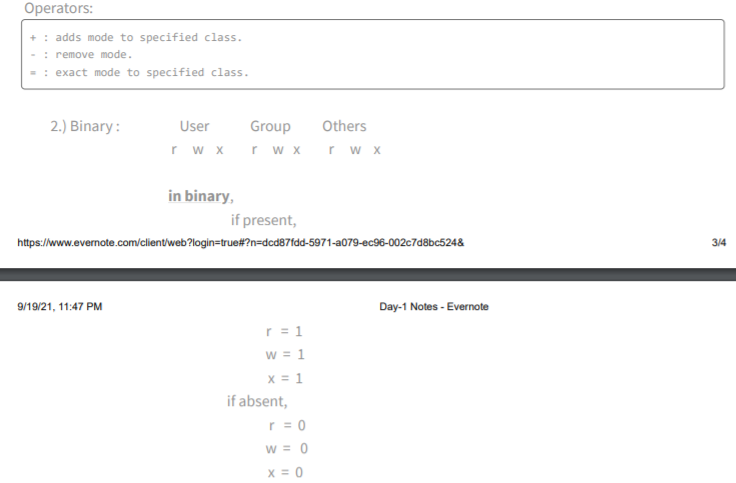 Operators:
+ : adds mode to specified class.
- : remove mode.
= : exact mode to specified class.
2.) Binary : User Group Others
r w x r w x r w x
in binary,
if present,
https://www.evernote.com/client/web?login=true#?n=dcd87fdd-5971-a079-ec96-002c7d8bc524& 3/4
9/19/21, 11:47 PM Day-1 Notes - Evernote
r = 1
w = 1
x = 1
if absent,
r = 0
w = 0
x = 0